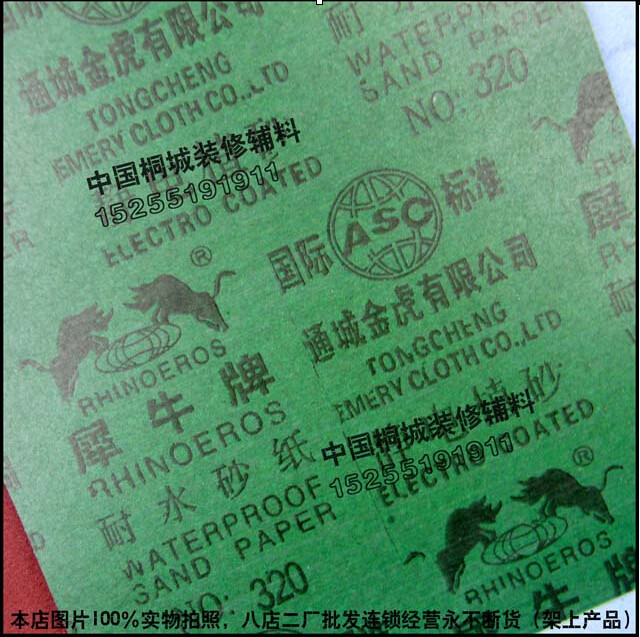 国际
通城金虎有限公司
TONGCHENG
EMERY CLOTH CO.,LTD
中国桐城装修辅料
15255191911
ELECTRO COATED
WATERPROOF
SAND PAPER
NO: 320
国际 ASC 标准
通城金虎有限公司
TONGCHENG
EMERY CLOTH CO.,LTD
中国桐城装修辅料
15255191911
ELECTRO COATED
®
RHINOEROS
犀牛牌
RHINOEROS
耐水砂纸
WATERPROOF
SAND PAPER
NO: 320
犀
®
RHINOEROS
牛牌
本店图片100%实物拍照，八店二厂批发连锁经营永不断货（架上产品）